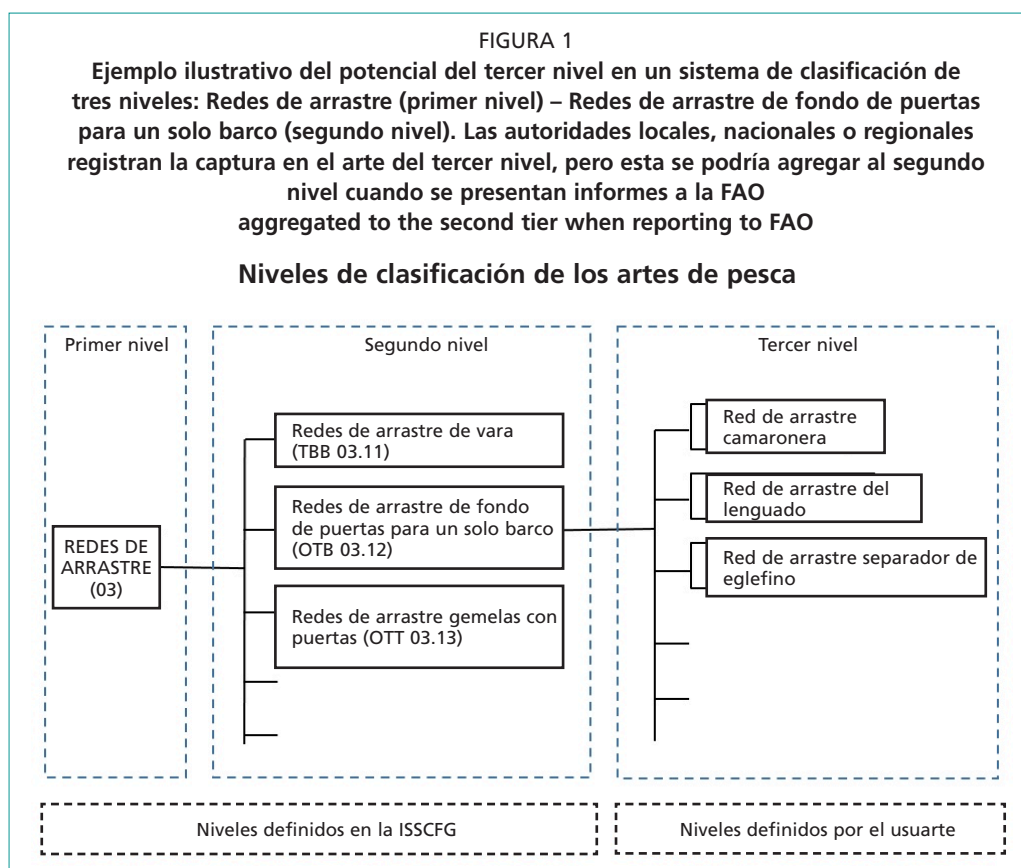 FIGURA 1
Ejemplo ilustrativo del potencial del tercer nivel en un sistema de clasificación de
tres niveles: Redes de arrastre (primer nivel) – Redes de arrastre de fondo de puertas
para un solo barco (segundo nivel). Las autoridades locales, nacionales o regionales
registran la captura en el arte del tercer nivel, pero esta se podría agregar al segundo
nivel cuando se presentan informes a la FAO
aggregated to the second tier when reporting to FAO
Niveles de clasificación de los artes de pesca
Primer nivel
REDES DE
ARRASTRE
(03)
Segundo nivel
Redes de arrastre de vara
(TBB 03.11)
Redes de arrastre de fondo
de puertas para un solo barco
(OTB 03.12)
Redes de arrastre gemelas con
puertas (OTT 03.13)
Tercer nivel
Red de arrastre
camaronera
Red de arrastre del
lenguado
Red de arrastre separador de
eglefino
Niveles definidos en la ISSCFG
Niveles definidos por el usuarte